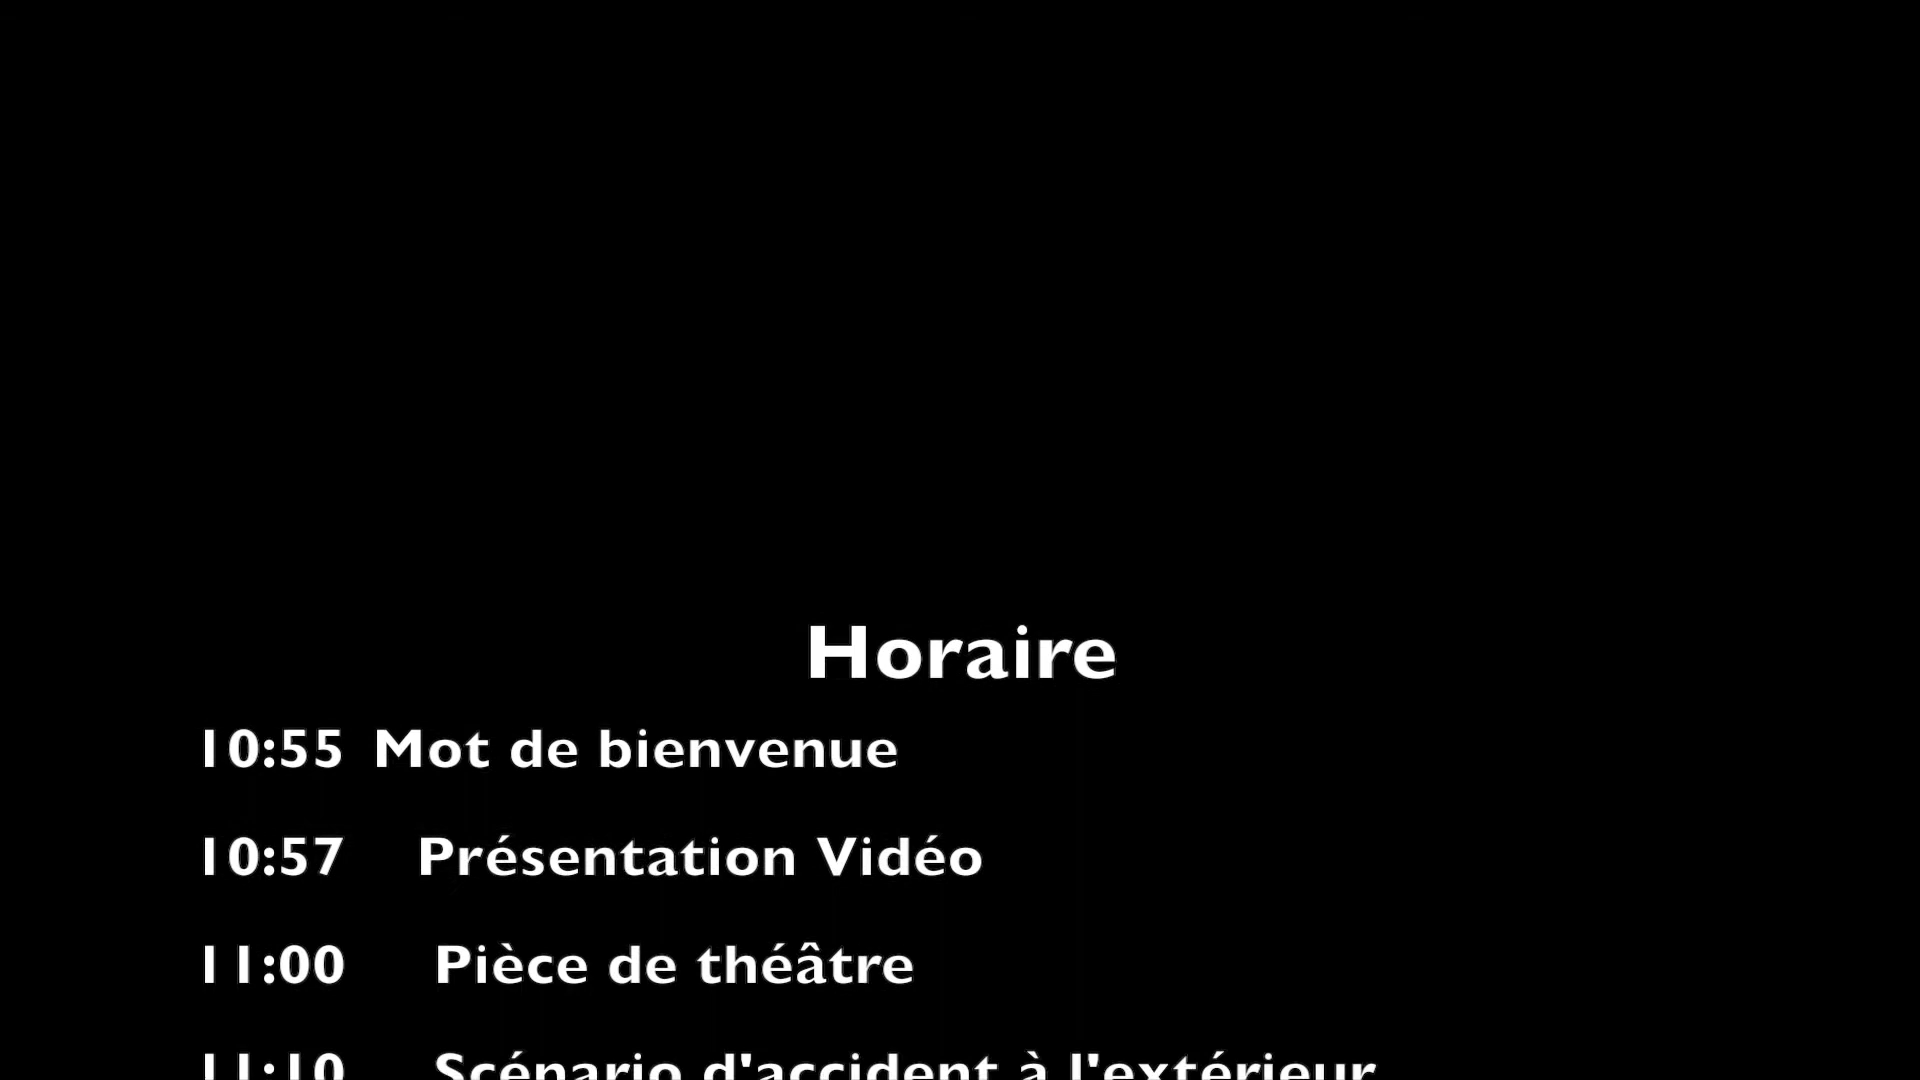 Horaire
10:55 Mot de bienvenue
10:57 Présentation Vidéo
11:00 Pièce de théâtre
11:10 Scénario d'accident à l'extérieur